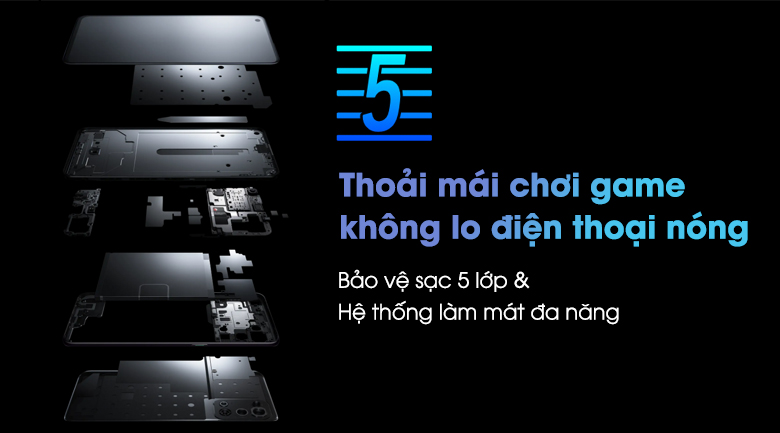 5
Thoải mái chơi game
không lo điện thoại nóng
Bảo vệ sạc 5 lớp &
Hệ thống làm mát đa năng